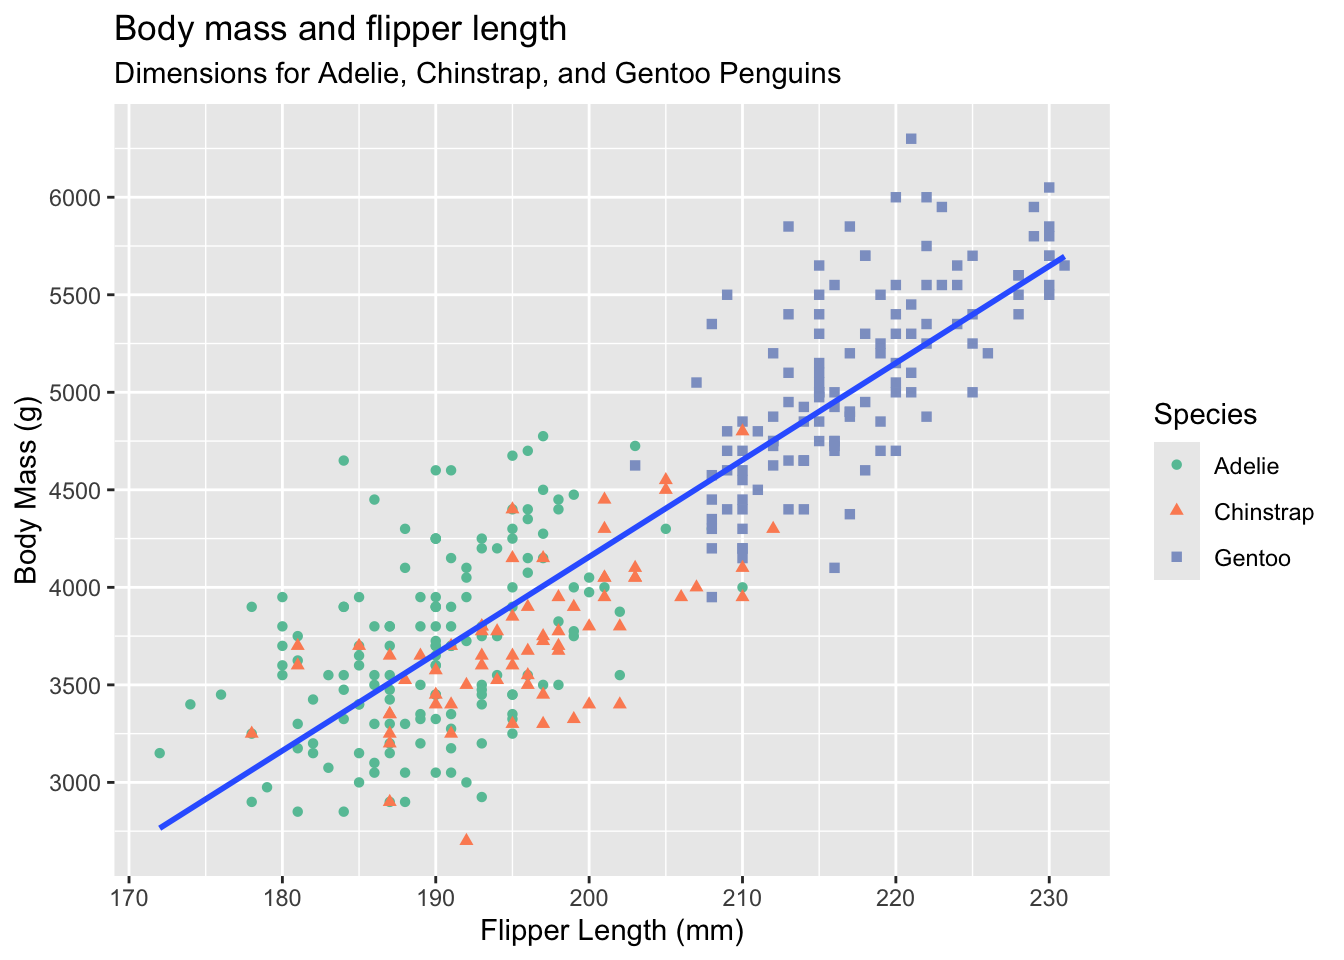 Body mass and flipper length
Dimensions for Adelie, Chinstrap, and Gentoo Penguins
Body Mass (g)
6000
5500
5000
4500
4000
3500
3000
170 180 190 200 210 220 230
Flipper Length (mm)
Species
Adelie
Chinstrap
Gentoo